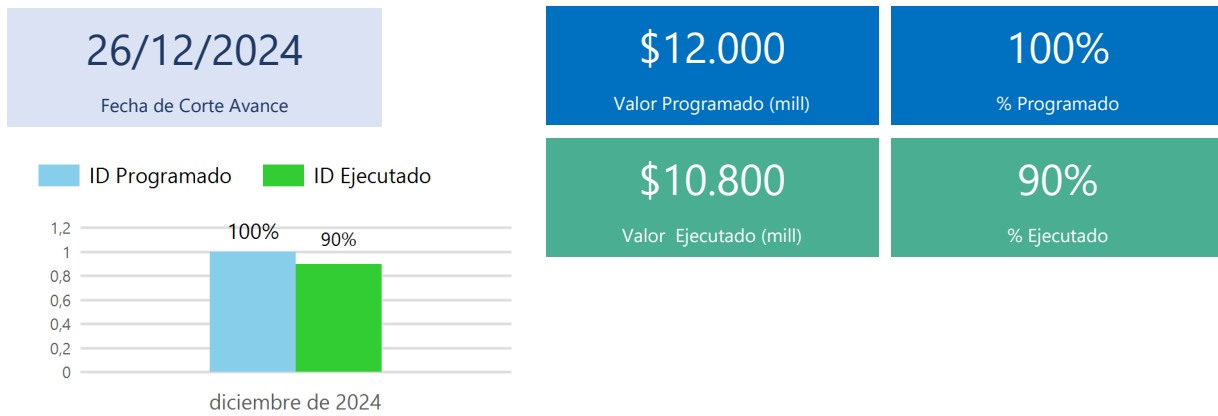 26/12/2024
Fecha de Corte Avance
$12.000
Valor Programado (mill)
100%
% Programado
$10.800
Valor Ejecutado (mill)
90%
% Ejecutado
ID Programado
ID Ejecutado
1,2
1
0,8
0,6
0,4
0,2
0
100%
90%
diciembre de 2024